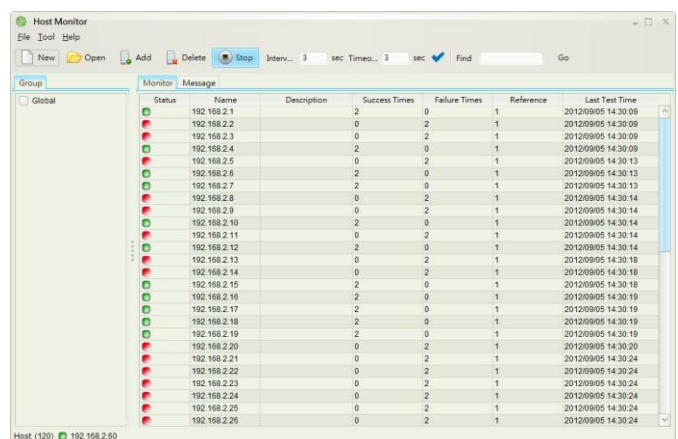 Host Monitor
File Tool Help
New Open Add Delete Stop Interv... 3 sec Timeo... 3 sec Find Go
Group Monitor Message
Global
Status Name Description Success Times Failure Times Reference Last Test Time
192.168.2.1 2 0 1 2012/09/05 14:30:09
192.168.2.2 0 2 1 2012/09/05 14:30:09
192.168.2.3 0 2 1 2012/09/05 14:30:09
192.168.2.4 2 0 1 2012/09/05 14:30:09
192.168.2.5 0 2 1 2012/09/05 14:30:13
192.168.2.6 2 0 1 2012/09/05 14:30:13
192.168.2.7 2 0 1 2012/09/05 14:30:13
192.168.2.8 0 2 1 2012/09/05 14:30:14
192.168.2.9 0 2 1 2012/09/05 14:30:14
192.168.2.10 2 0 1 2012/09/05 14:30:14
192.168.2.11 0 2 1 2012/09/05 14:30:14
192.168.2.12 2 0 1 2012/09/05 14:30:14
192.168.2.13 0 2 1 2012/09/05 14:30:18
192.168.2.14 0 2 1 2012/09/05 14:30:18
192.168.2.15 2 0 1 2012/09/05 14:30:18
192.168.2.16 2 0 1 2012/09/05 14:30:19
192.168.2.17 2 0 1 2012/09/05 14:30:19
192.168.2.18 2 0 1 2012/09/05 14:30:19
192.168.2.19 2 0 1 2012/09/05 14:30:19
192.168.2.20 0 2 1 2012/09/05 14:30:20
192.168.2.21 0 2 1 2012/09/05 14:30:24
192.168.2.22 0 2 1 2012/09/05 14:30:24
192.168.2.23 0 2 1 2012/09/05 14:30:24
192.168.2.24 0 2 1 2012/09/05 14:30:24
192.168.2.25 0 2 1 2012/09/05 14:30:24
192.168.2.26 0 2 1 2012/09/05 14:30:24
Host: (120) 192.168.2.60